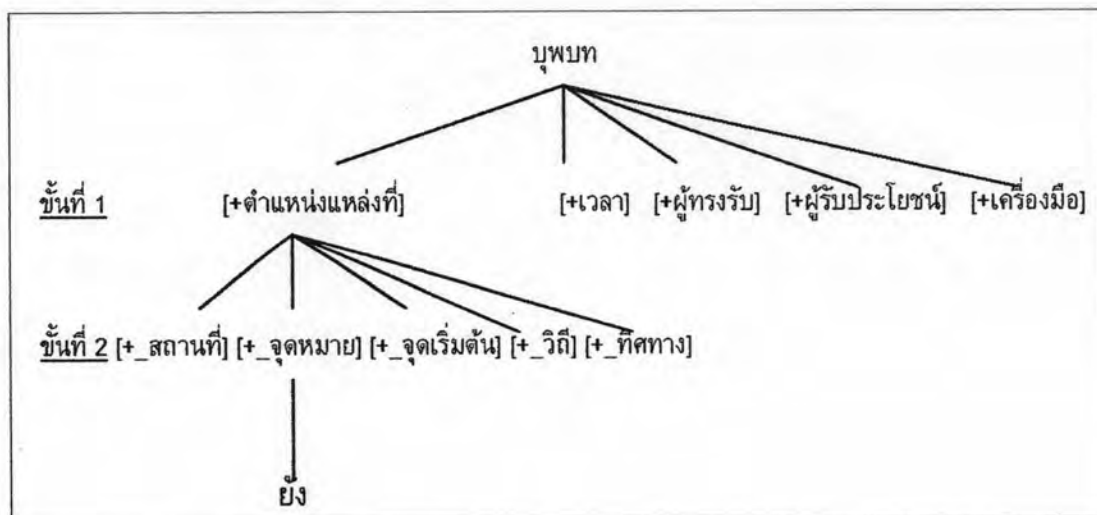 บุพบท
ขั้นที่ 1 [+ตำแหน่งแหล่งที่] [+เวลา] [+ผู้ทรงรับ] [+ผู้รับประโยชน์] [+เครื่องมือ]
ขั้นที่ 2 [+_สถานที่] [+_จุดหมาย] [+_จุดเริ่มต้น] [+_วิถี] [+_ทิศทาง]
ยัง